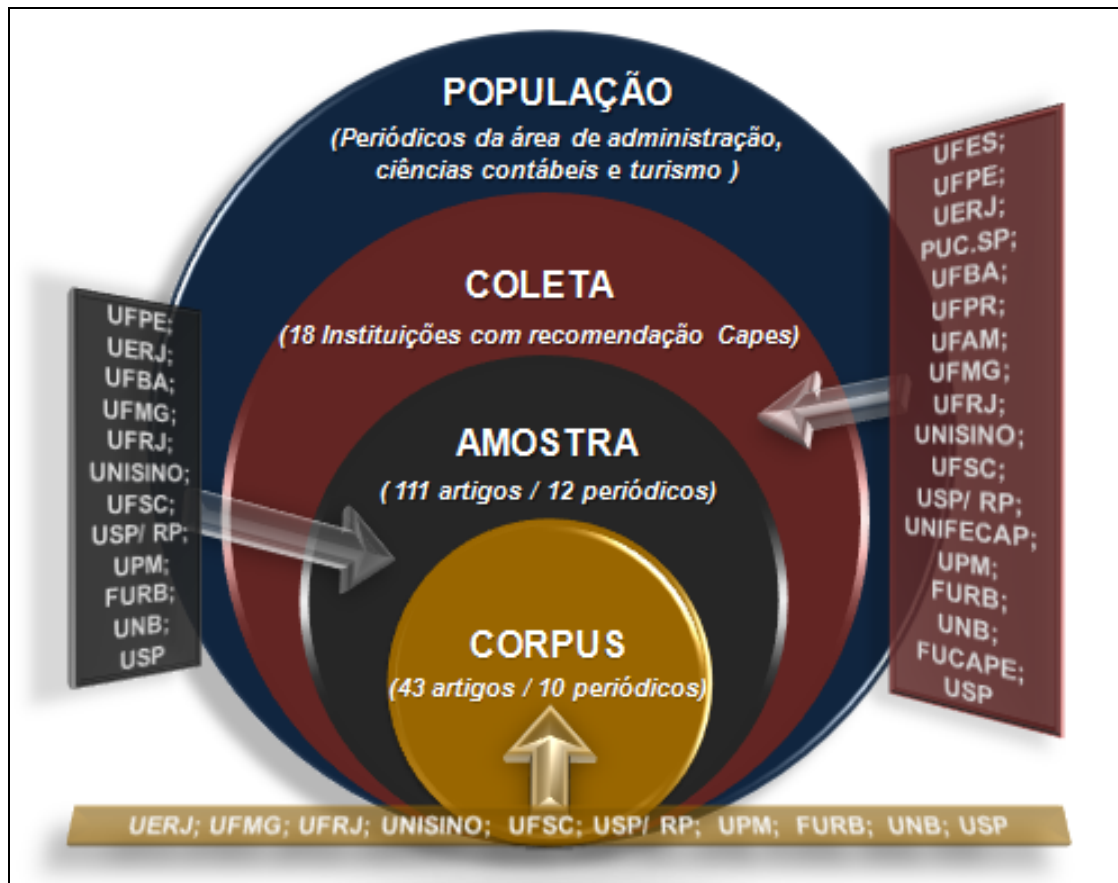 POPULAÇÃO
(Periódicos da área de administração,
ciências contábeis e turismo )
COLETA
(18 Instituições com recomendação Capes)
AMOSTRA
( 111 artigos / 12 periódicos)
CORPUS
(43 artigos / 10 periódicos)
UFPE;
UERJ;
UFBA;
UFMG;
UFRJ;
UNISINO;
UFSC;
USP/ RP;
UPM;
FURB;
UNB;
USP
UFES;
UFPE;
UERJ;
PUC.SP;
UFBA;
UFPR;
UFAM;
UFMG;
UFRJ;
UNISINO;
UFSC;
USP/ RP;
UNIFECAP;
UPM;
FURB;
UNB;
FUCAPE;
USP
UERJ; UFMG; UFRJ; UNISINO; UFSC; USP/ RP; UPM; FURB; UNB; USP